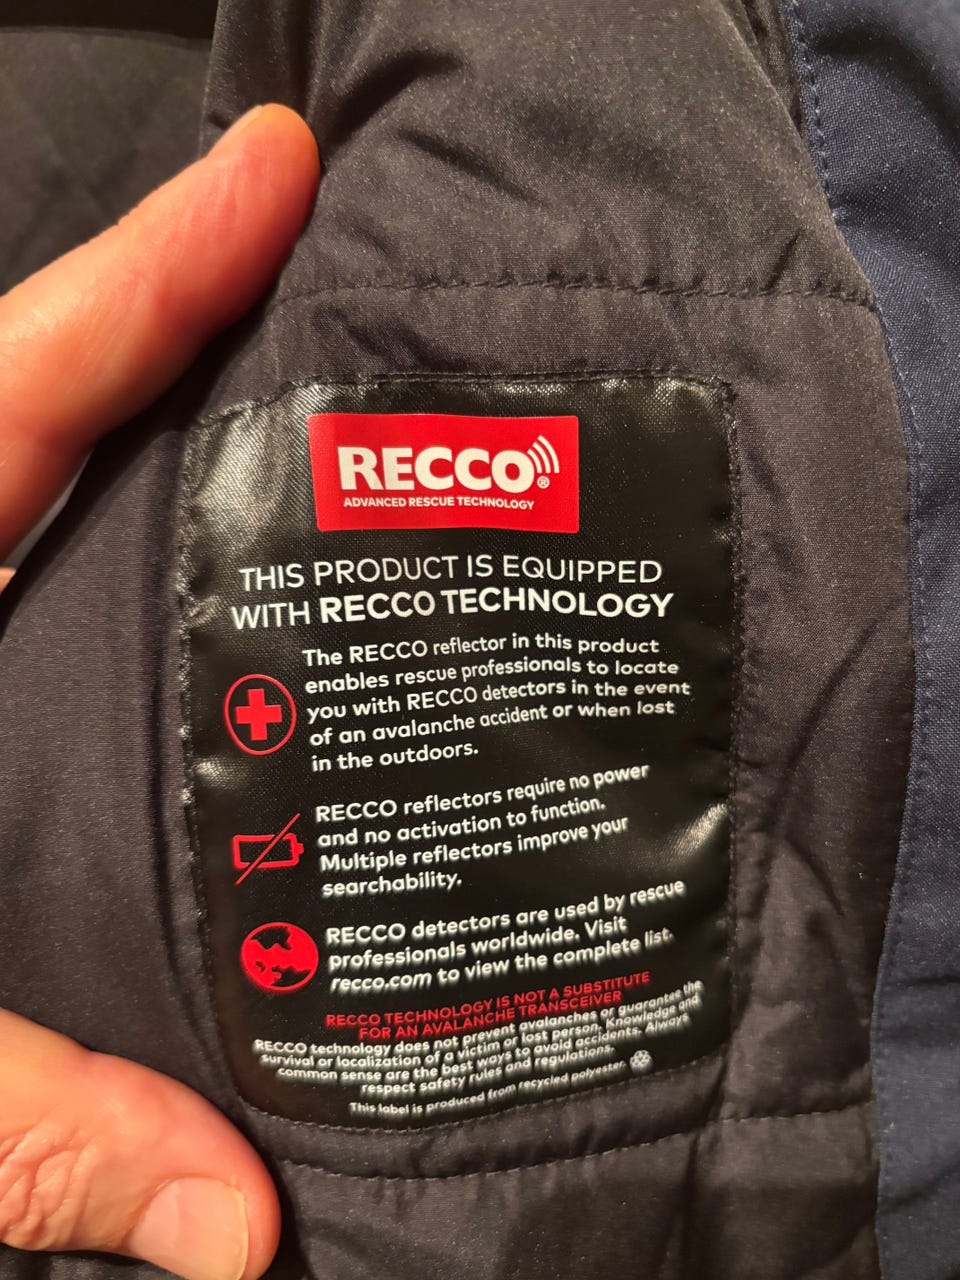 RECCO®
ADVANCED RESCUE TECHNOLOGY
THIS PRODUCT IS EQUIPPED
WITH RECCO TECHNOLOGY
The RECCO reflector in this product
enables rescue professionals to locate
you with RECCO detectors in the event
of an avalanche accident or when lost
in the outdoors.
RECCO reflectors require no power
and no activation to function.
Multiple reflectors improve your
searchability.
RECCO detectors are used by rescue
professionals worldwide. Visit
recco.com to view the complete list.
RECCO TECHNOLOGY IS NOT A SUBSTITUTE
FOR AN AVALANCHE TRANSCEIVER
RECCO technology does not prevent avalanches or guarantee the
survival or localization of a victim or lost person. Knowledge and
common sense are the best ways to avoid accidents. Always
respect safety rules and regulations.
This label is produced from recycled polyester.